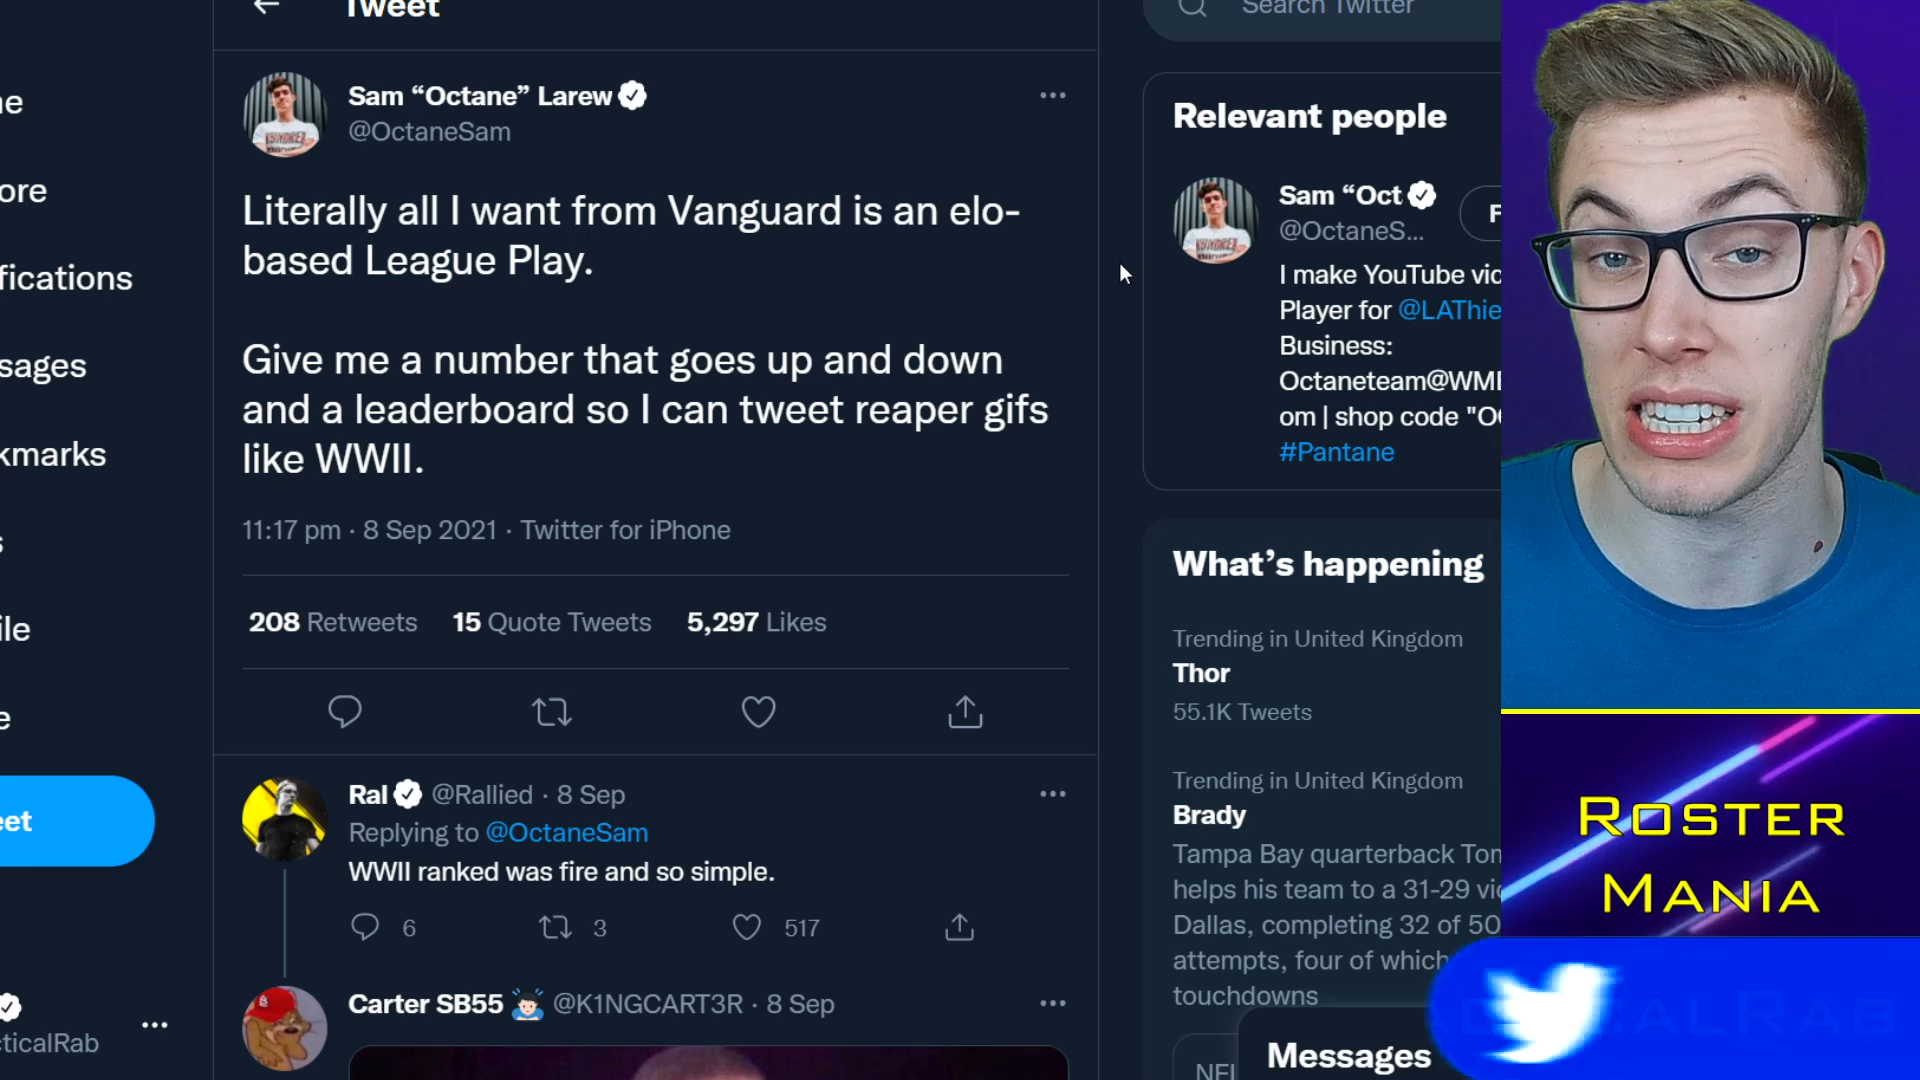 Tweet
Search Twitter
Sam “Octane” Larew
@OctaneSam
Literally all I want from Vanguard is an elo-
based League Play.
Give me a number that goes up and down
and a leaderboard so I can tweet reaper gifs
like WWII.
11:17 pm · 8 Sep 2021 · Twitter for iPhone
208 Retweets 15 Quote Tweets 5,297 Likes
Ral @Rallied · 8 Sep
Replying to @OctaneSam
WWII ranked was fire and so simple.
6 3 517
Carter SB55 @K1NGCART3R · 8 Sep
ne
ore
fications
sages
kmarks
s
ile
e
eet
cticalRab
Relevant people
Sam “Oct
@OctaneS...
F
I make YouTube vid
Player for @LAThie
Business:
Octaneteam@WME
om | shop code "O
#Pantane
What’s happening
Trending in United Kingdom
Thor
55.1K Tweets
Trending in United Kingdom
Brady
Tampa Bay quarterback Tom
helps his team to a 31-29 vic
Dallas, completing 32 of 50
attempts, four of which
touchdowns
NFL
Messages
Roster
Mania
calRab